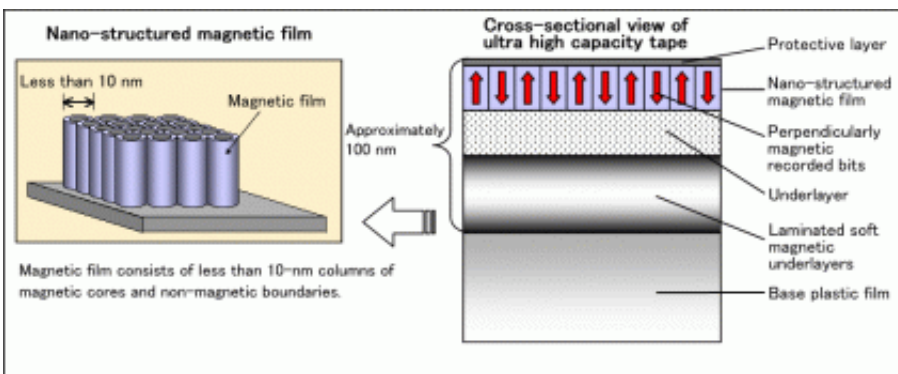 Nano-structured magnetic film
Less than 10 nm
Magnetic film
Magnetic film consists of less than 10-nm columns of
magnetic cores and non-magnetic boundaries.
Cross-sectional view of
ultra high capacity tape
Approximately
100 nm
Protective layer
Nano-structured
magnetic film
Perpendicularly
magnetic
recorded bits
Underlayer
Laminated soft
magnetic
underlayers
Base plastic film